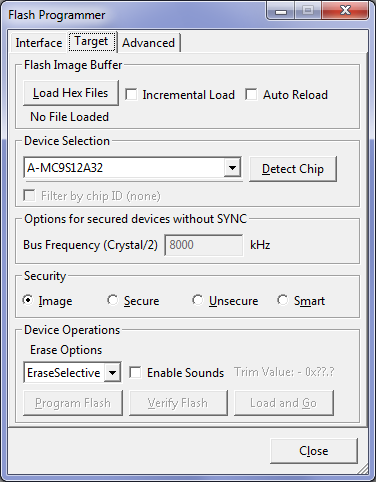 Flash Programmer
Interface Target Advanced
Flash Image Buffer
Load Hex Files Incremental Load Auto Reload
No File Loaded
Device Selection
A-MC9S12A32 Detect Chip
Filter by chip ID (none)
Options for secured devices without SYNC
Bus Frequency (Crystal/2) 8000 kHz
Security
Image Secure Unsecure Smart
Device Operations
Erase Options
EraseSelective Enable Sounds Trim Value: - 0x??.?
Program Flash Verify Flash Load and Go
Close